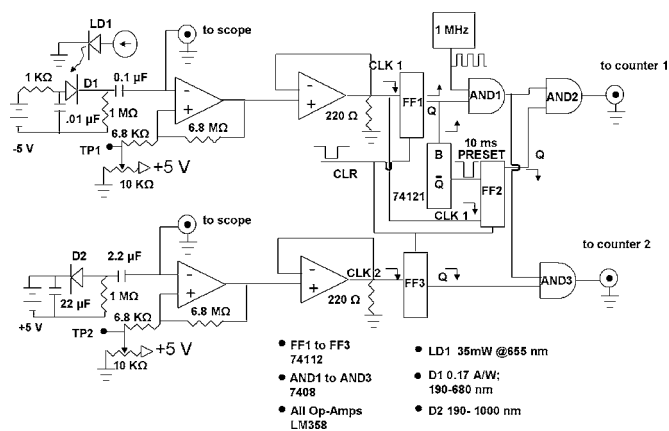 LD1
to scope
1 MHz
to counter 1
1 KΩ
D1
0.1 µF
CLK 1
FF1
AND1
AND2
.01 µF
1 MΩ
-5 V
6.8 KΩ
6.8 MΩ
220 Ω
Q
TP1
+5 V
10 KΩ
B
Q
74121
10 ms
PRESET
Q
CLR
FF2
CLK 1
to scope
to counter 2
D2
2.2 µF
CLK 2
FF3
Q
AND3
22 µF
1 MΩ
+5 V
6.8 KΩ
6.8 MΩ
220 Ω
TP2
+5 V
10 KΩ
● FF1 to FF3
74112
● AND1 to AND3
7408
● All Op-Amps
LM358
● LD1 35mW @655 nm
● D1 0.17 A/W;
190-680 nm
● D2 190- 1000 nm